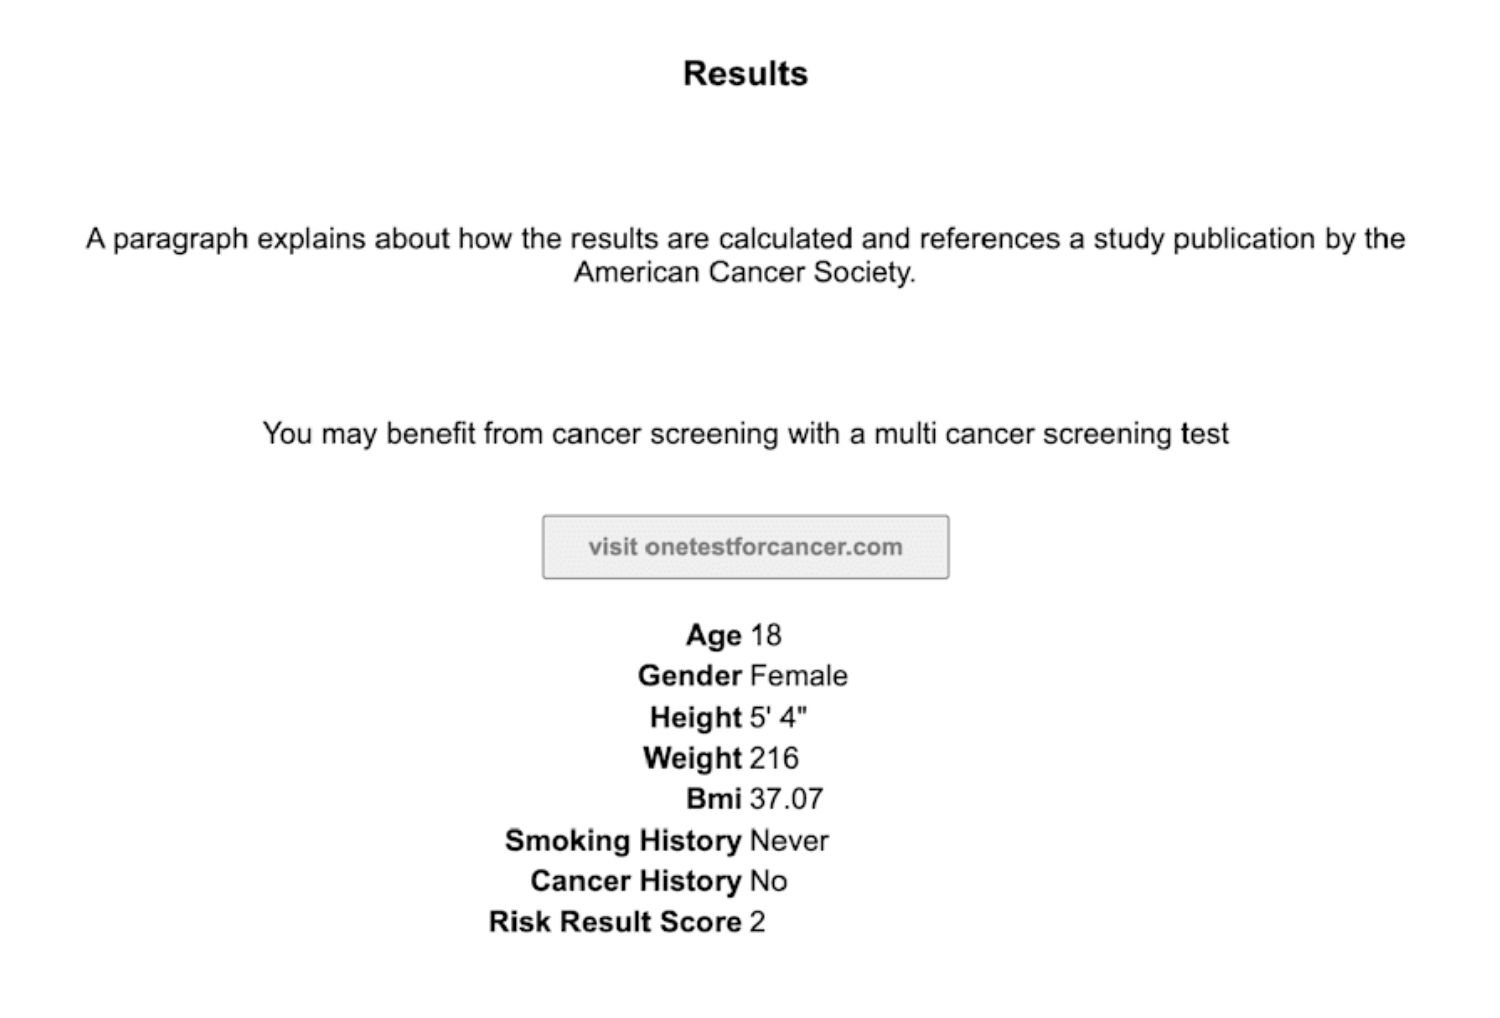 Results
A paragraph explains about how the results are calculated and references a study publication by the
American Cancer Society.
You may benefit from cancer screening with a multi cancer screening test
visit onetestforcancer.com
Age 18
Gender Female
Height 5' 4"
Weight 216
Bmi 37.07
Smoking History Never
Cancer History No
Risk Result Score 2